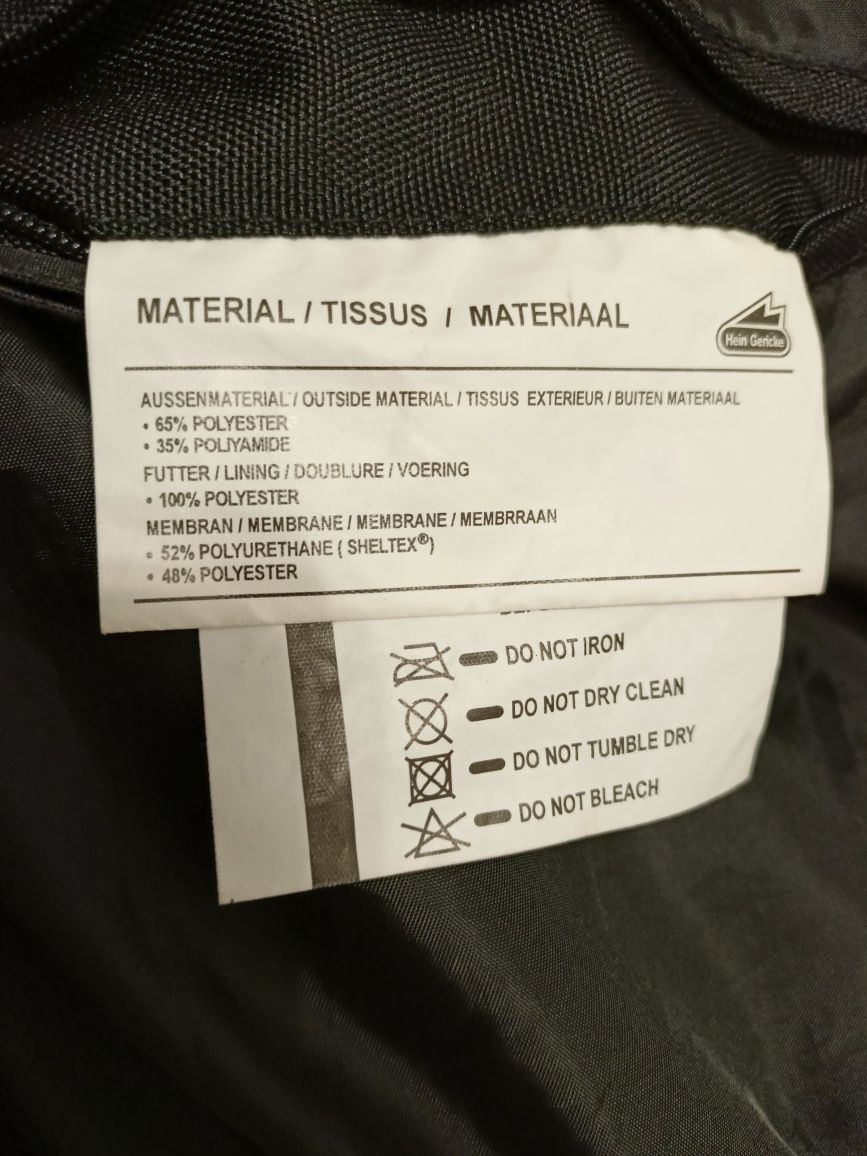 MATERIAL / TISSUS / MATERIAAL
Hein Gericke
AUSSENMATERIAL / OUTSIDE MATERIAL / TISSUS EXTERIEUR / BUITEN MATERIAAL
• 65% POLYESTER
• 35% POLIYAMIDE
FUTTER / LINING / DOUBLURE / VOERING
• 100% POLYESTER
MEMBRAN / MEMBRANE / MEMBRANE / MEMBRRAAN
• 52% POLYURETHANE ( SHELTEX®)
• 48% POLYESTER
DO NOT IRON
DO NOT DRY CLEAN
DO NOT TUMBLE DRY
DO NOT BLEACH